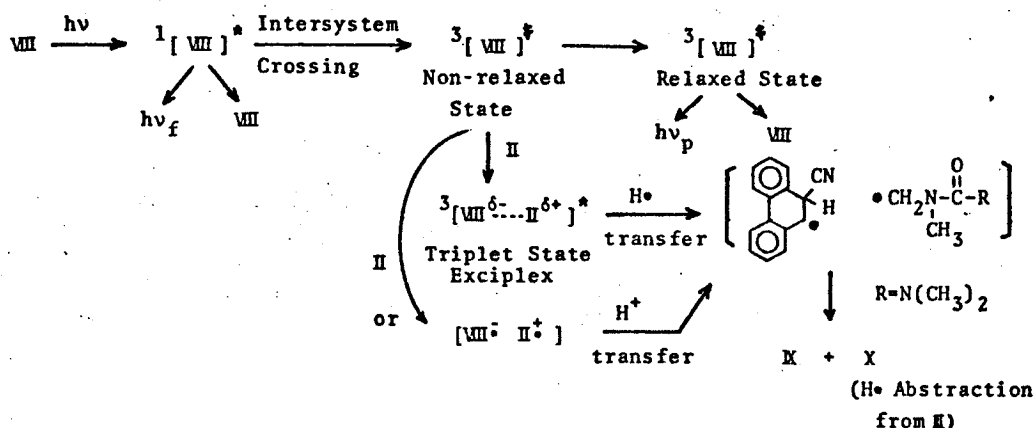 VIII hν 1[VIII]* Intersystem Crossing 3[VIII]* 3[VIII]*
Non-relaxed State
Relaxed State
hνf VIII
hνp VIII
II
3[VIII δ- ---- II δ+]*
H• transfer
Triplet State Exciplex
II
or
[VIII•- II•+]
H+ transfer
CN
H
•
•CH2N-C-R
O
CH3
R=N(CH3)2
IX + X
(H• Abstraction
from II)